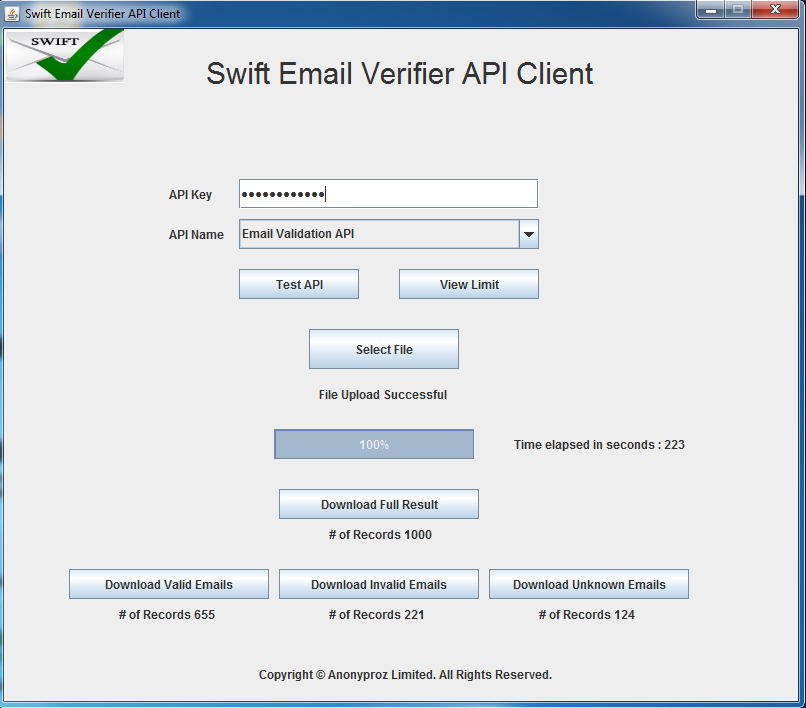 Swift Email Verifier API Client
SWIFT
Swift Email Verifier API Client
API Key ••••••••••••
API Name Email Validation API
Test API View Limit
Select File
File Upload Successful
100% Time elapsed in seconds : 223
Download Full Result
# of Records 1000
Download Valid Emails Download Invalid Emails Download Unknown Emails
# of Records 655 # of Records 221 # of Records 124
Copyright © Anonyproz Limited. All Rights Reserved.